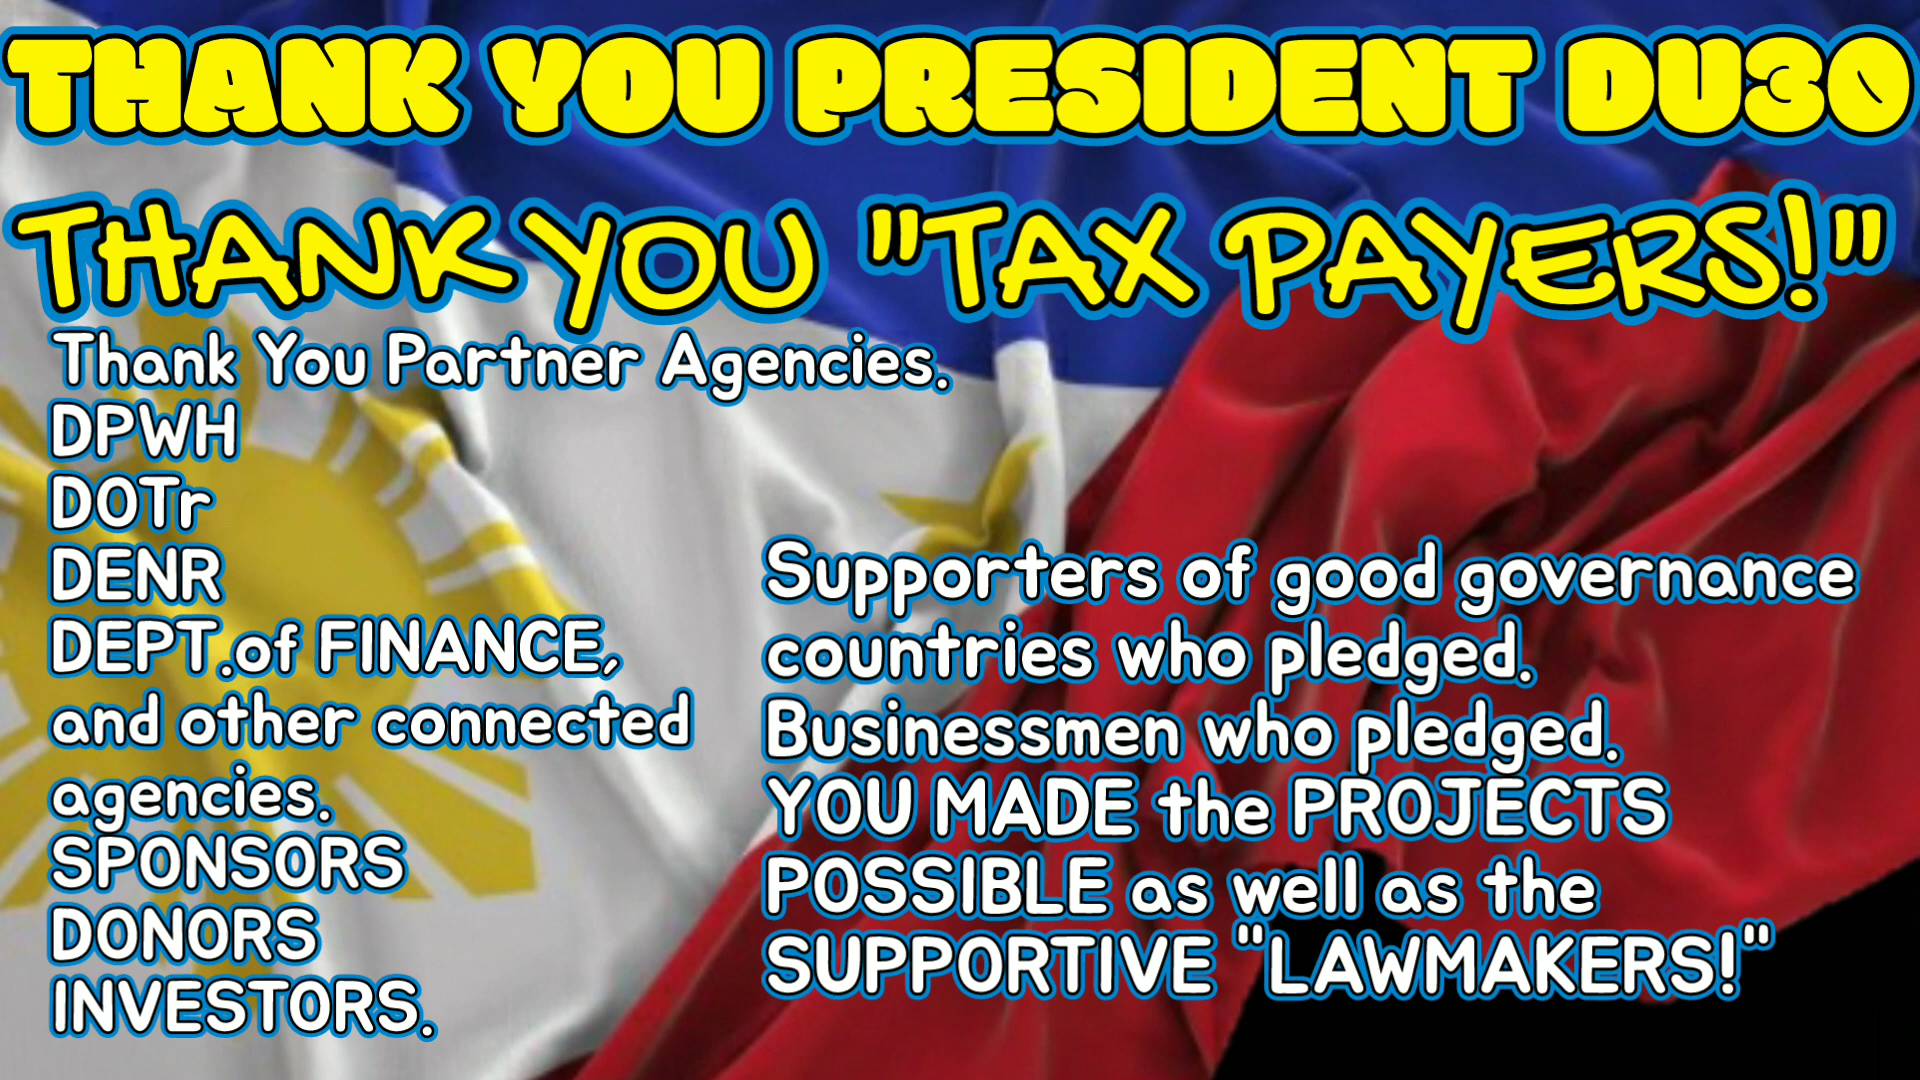 THANK YOU PRESIDENT DU30
THANK YOU "TAX PAYERS!"
Thank You Partner Agencies.
DPWH
DOTr
DENR
DEPT.of FINANCE,
and other connected
agencies.
SPONSORS
DONORS
INVESTORS.
Supporters of good governance
countries who pledged.
Businessmen who pledged.
YOU MADE the PROJECTS
POSSIBLE as well as the
SUPPORTIVE "LAWMAKERS!"